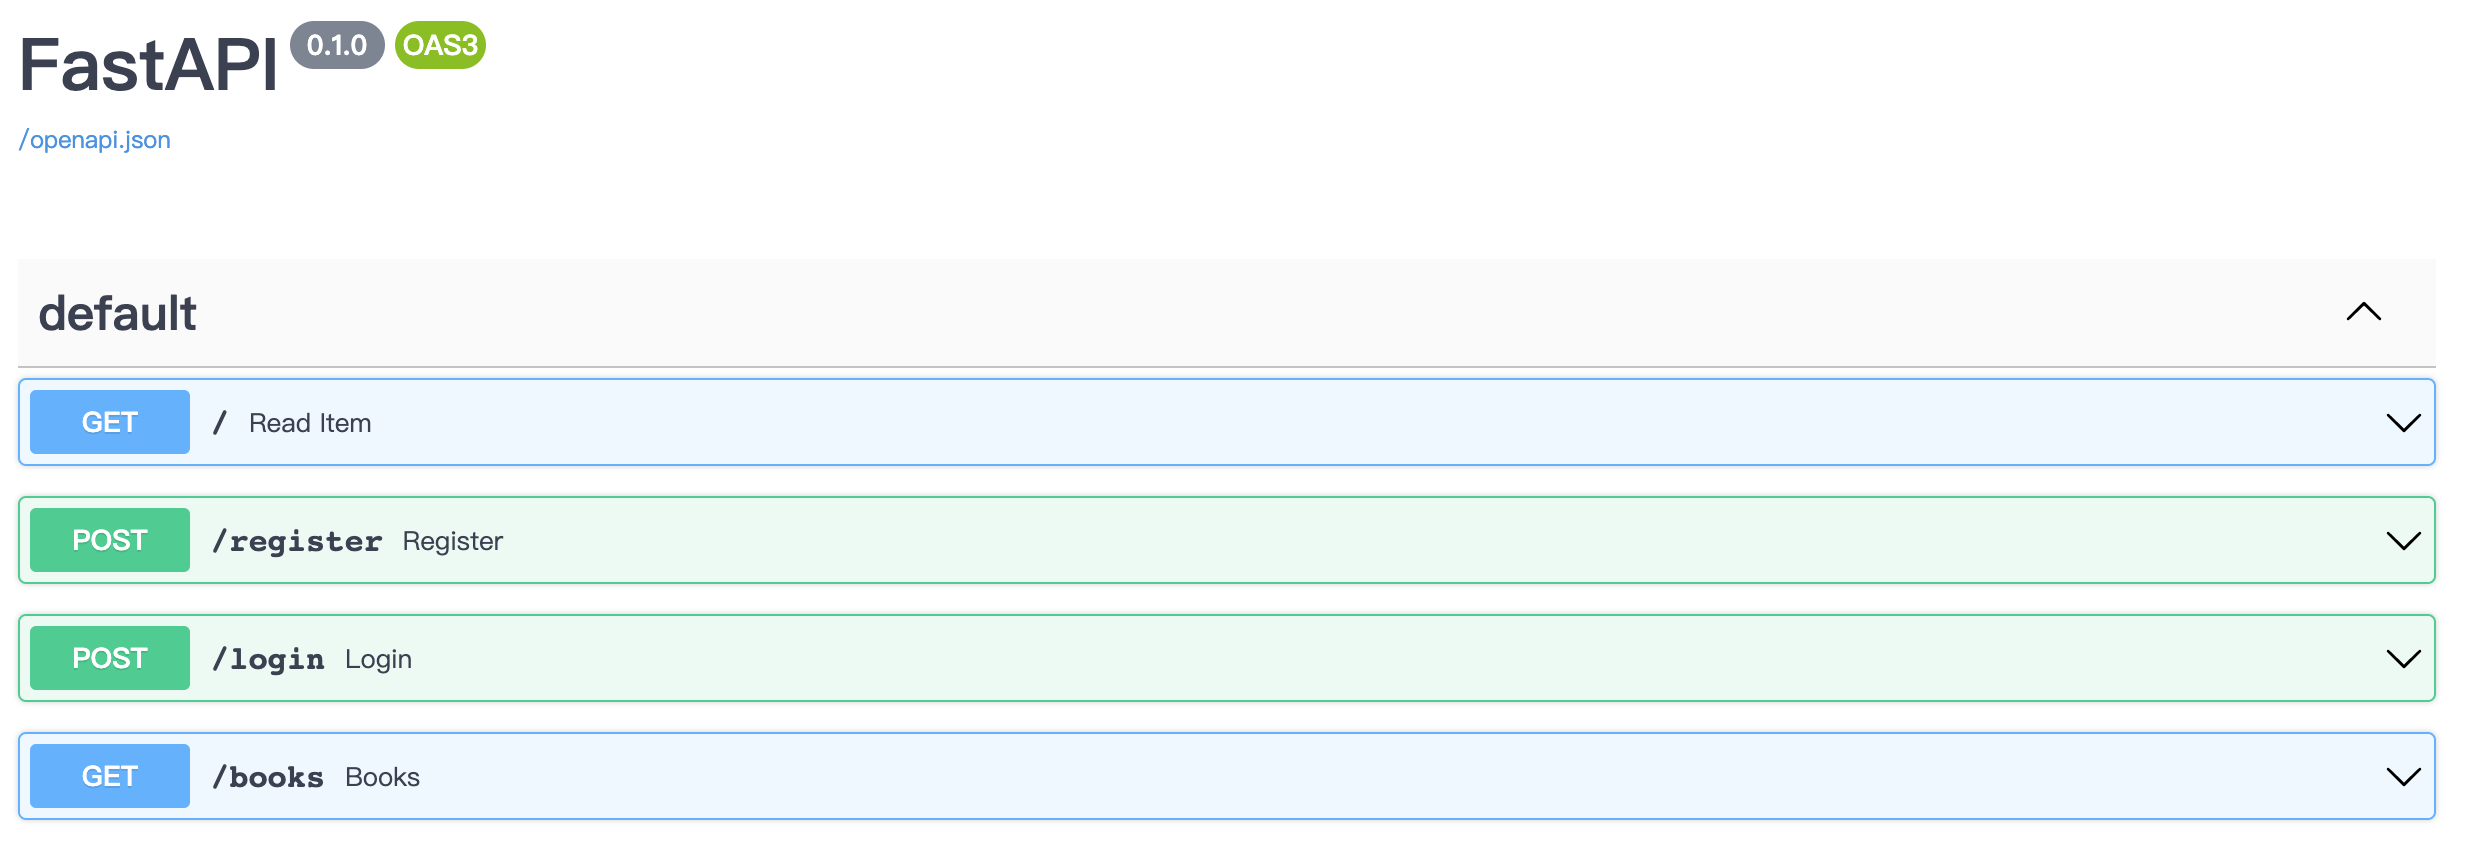 FastAPI 0.1.0 OAS3
/openapi.json
default
GET / Read Item
POST /register Register
POST /login Login
GET /books Books